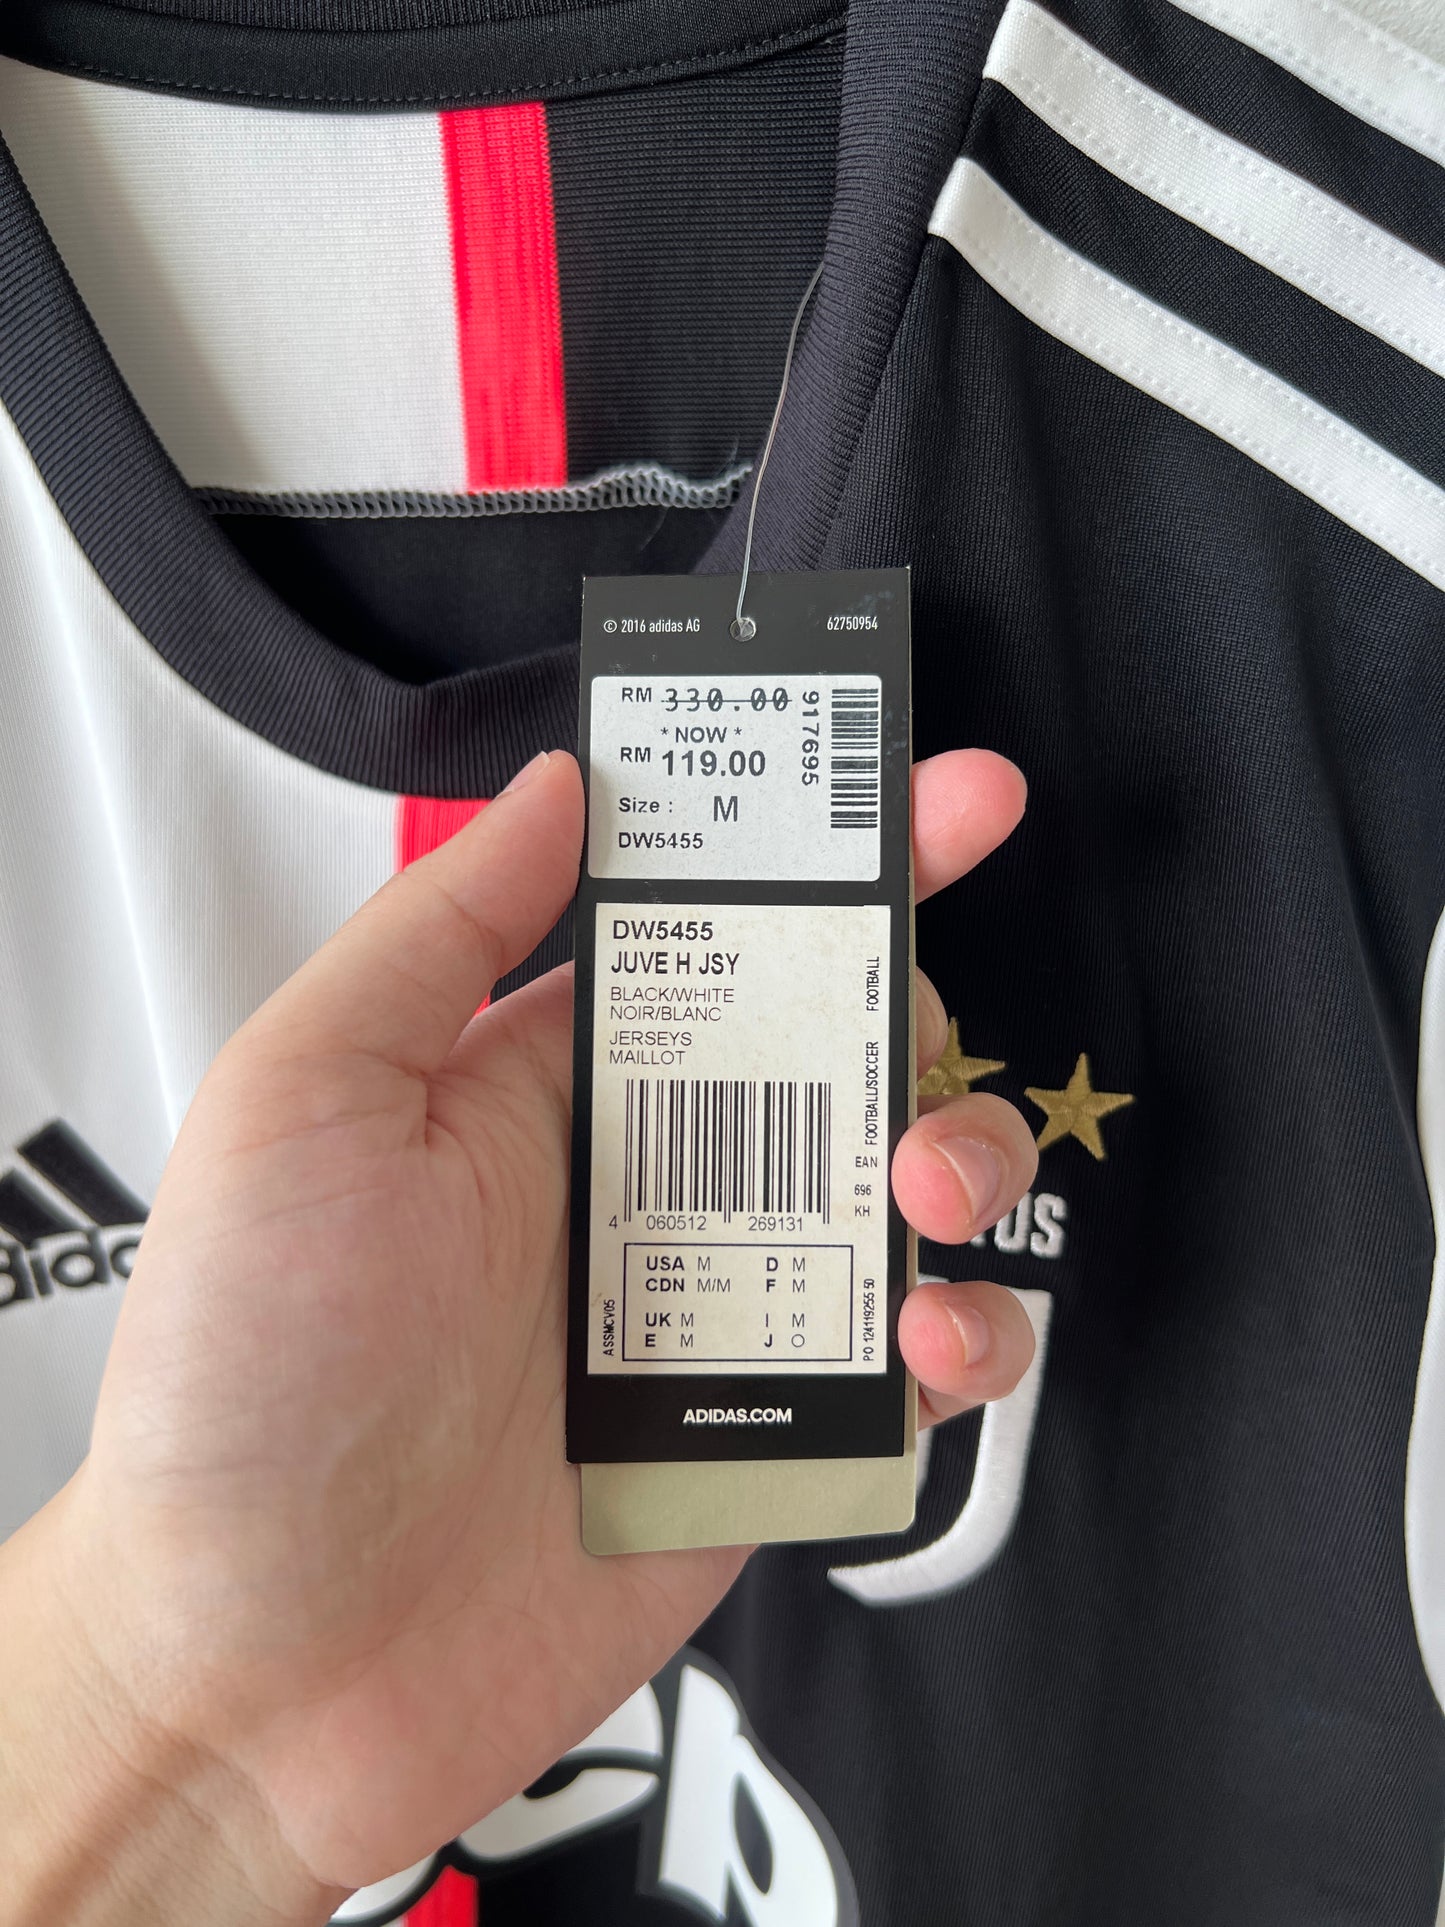 © 2016 adidas AG 62750954
RM 330.00
* NOW *
RM 119.00
Size : M
DW5455
917695
DW5455
JUVE H JSY
BLACK/WHITE
NOIR/BLANC
JERSEYS
MAILLOT
FOOTBALL/SOCCER FOOTBALL
EAN
696
KH
4 060512 269131
USA M D M
CDN M/M F M
UK M I M
E M J O
ASSMCV05
PO 124119255 50
ADIDAS.COM
adidas